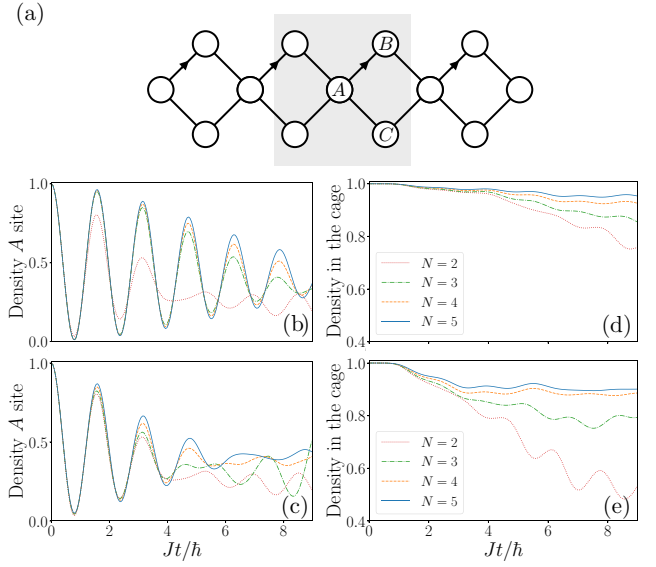 (a)
B
A
C
1.0
0.5
0.0
Density A site
(b)
1.0
0.8
0.6
0.4
Density in the cage
N = 2
N = 3
N = 4
N = 5
(d)
1.0
0.5
0.0
Density A site
(c)
0 2 4 6 8
Jt/ħ
1.0
0.8
0.6
0.4
Density in the cage
N = 2
N = 3
N = 4
N = 5
(e)
0 2 4 6 8
Jt/ħ